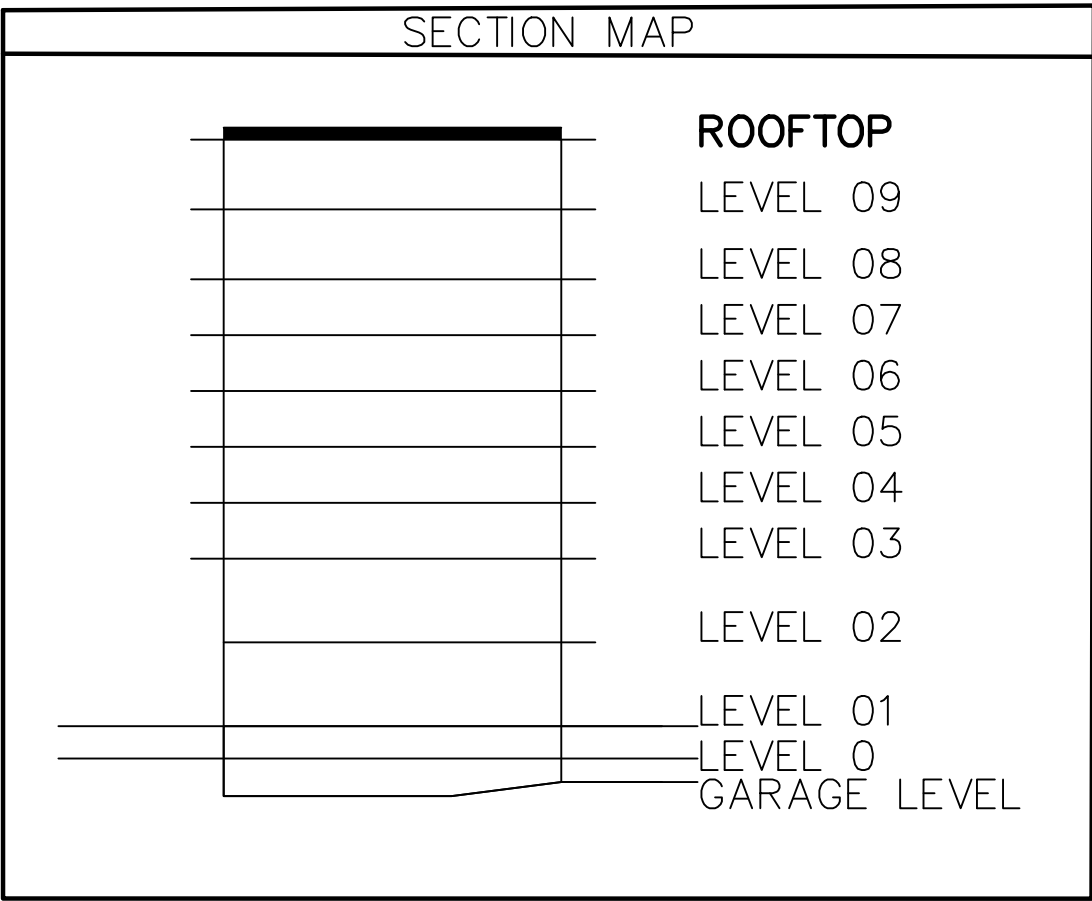 SECTION MAP
ROOFTOP
LEVEL 09
LEVEL 08
LEVEL 07
LEVEL 06
LEVEL 05
LEVEL 04
LEVEL 03
LEVEL 02
LEVEL 01
LEVEL 0
GARAGE LEVEL